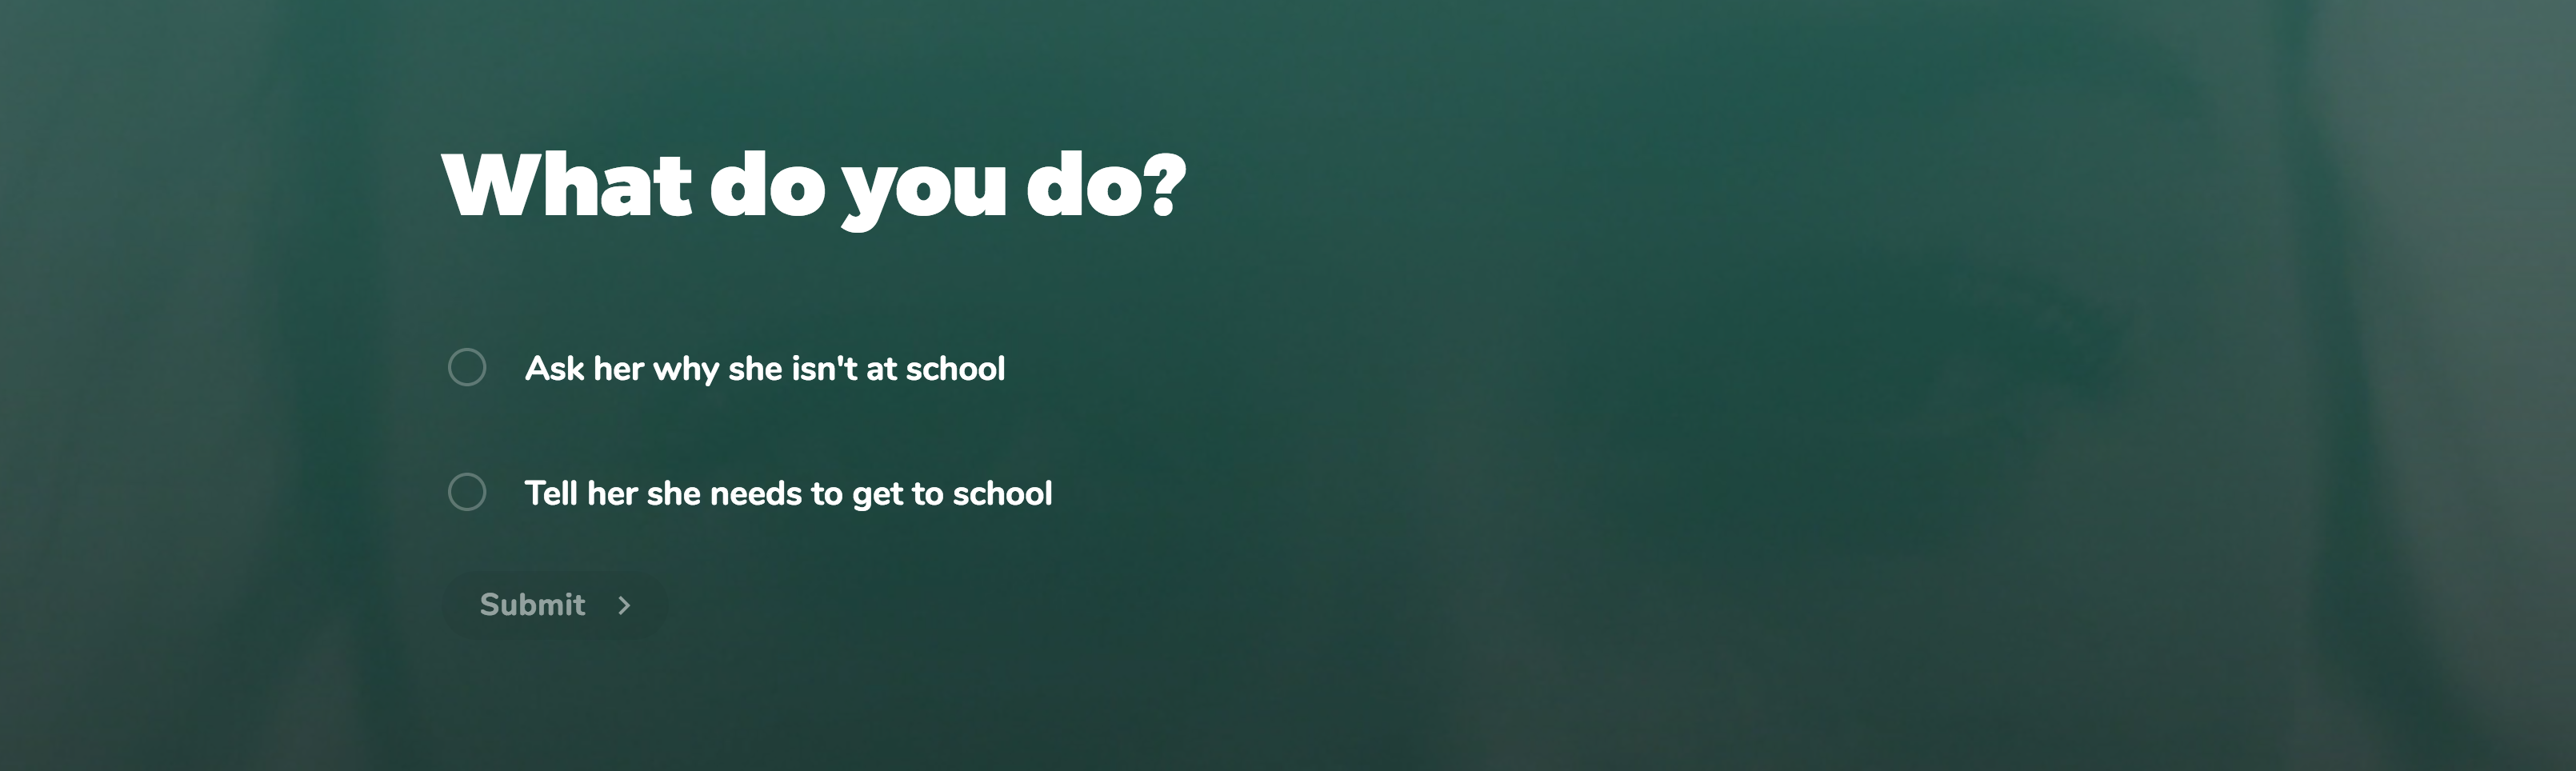 What do you do?
Ask her why she isn't at school
Tell her she needs to get to school
Submit